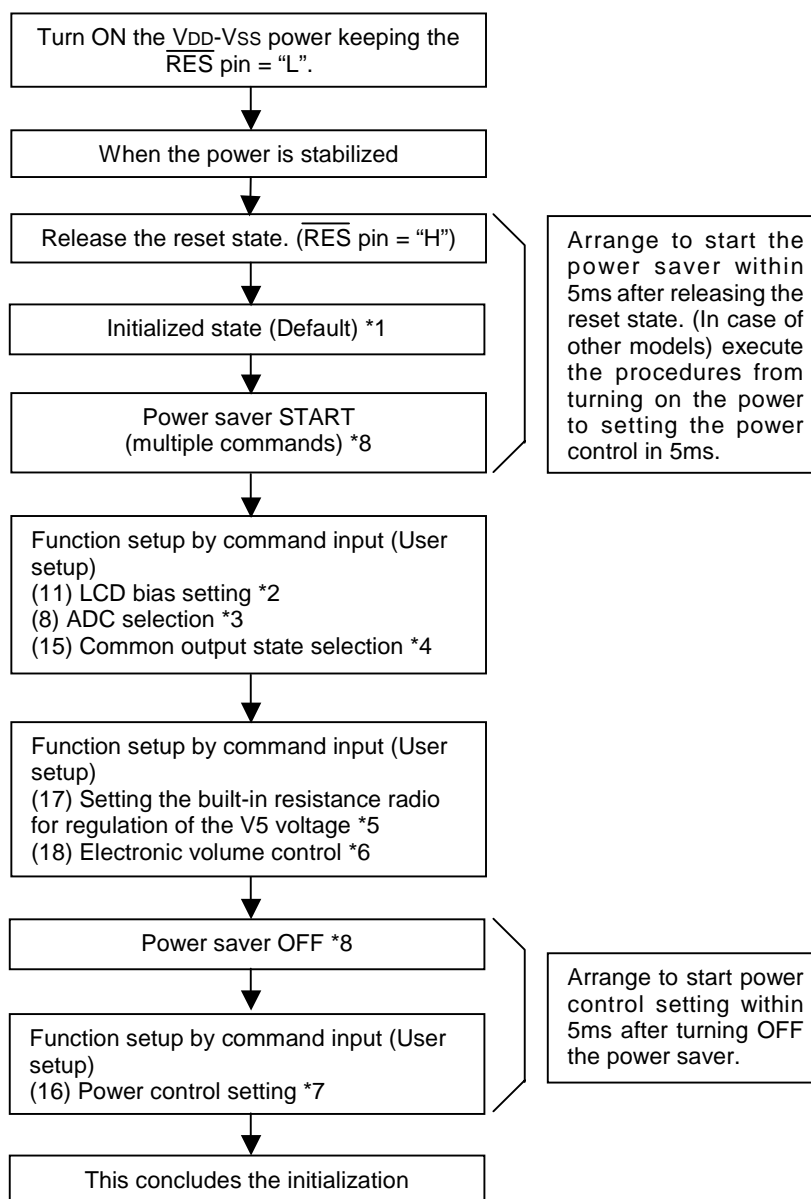 Turn ON the VDD-VSS power keeping the
RES pin = “L”.
When the power is stabilized
Release the reset state. (RES pin = “H”)
Initialized state (Default) *1
Power saver START
(multiple commands) *8
Arrange to start the
power saver within
5ms after releasing the
reset state. (In case of
other models) execute
the procedures from
turning on the power
to setting the power
control in 5ms.
Function setup by command input (User
setup)
(11) LCD bias setting *2
(8) ADC selection *3
(15) Common output state selection *4
Function setup by command input (User
setup)
(17) Setting the built-in resistance radio
for regulation of the V5 voltage *5
(18) Electronic volume control *6
Power saver OFF *8
Function setup by command input (User
setup)
(16) Power control setting *7
Arrange to start power
control setting within
5ms after turning OFF
the power saver.
This concludes the initialization